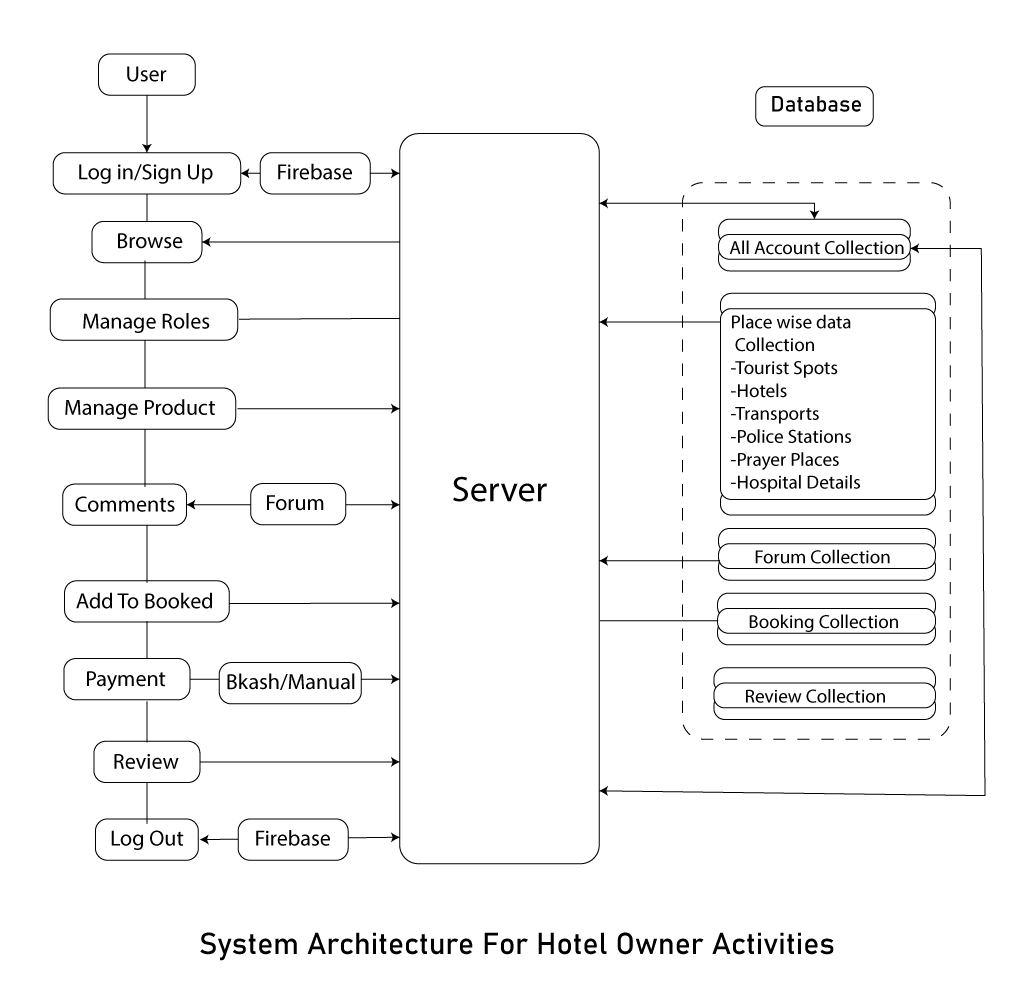 User
Database
Log in/Sign Up
Firebase
Browse
Manage Roles
Manage Product
Comments
Forum
Add To Booked
Payment
Bkash/Manual
Review
Log Out
Firebase
Server
All Account Collection
Place wise data
Collection
-Tourist Spots
-Hotels
-Transports
-Police Stations
-Prayer Places
-Hospital Details
Forum Collection
Booking Collection
Review Collection
System Architecture For Hotel Owner Activities